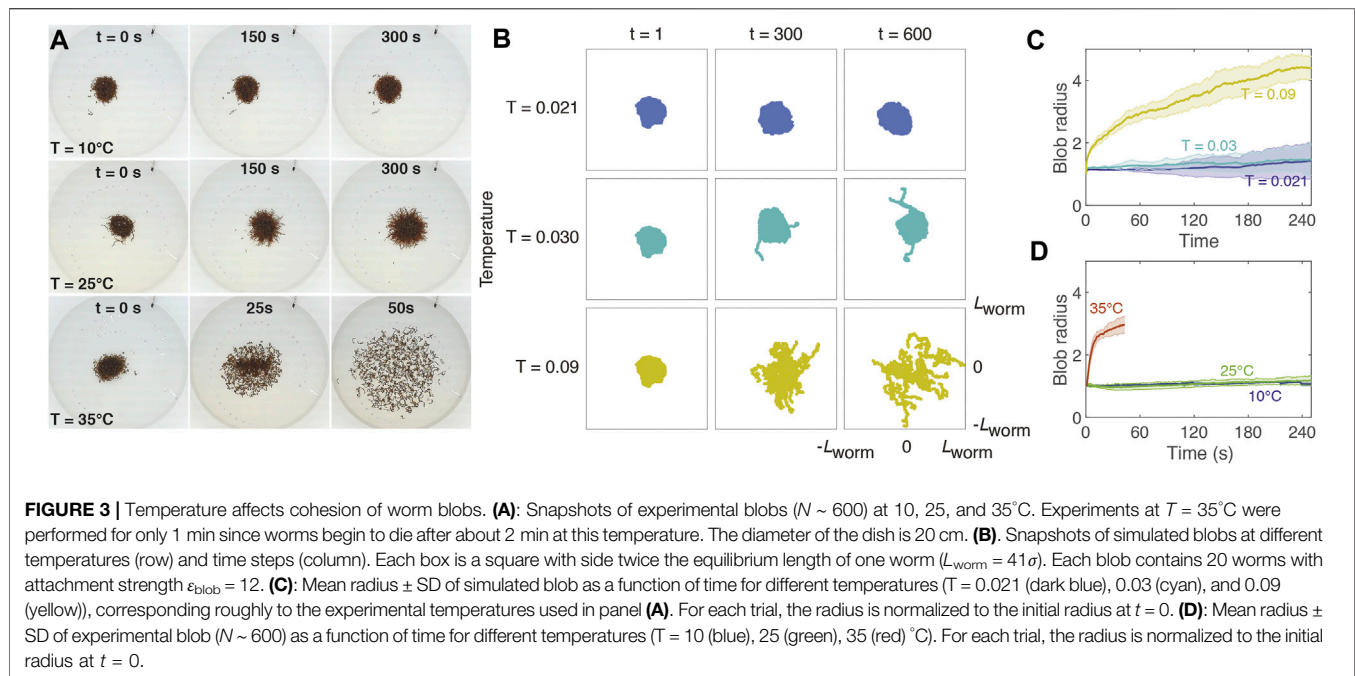 A
t = 0 s 150 s 300 s
T = 10°C
t = 0 s 150 s 300 s
T = 25°C
t = 0 s 25s 50s
T = 35°C
B
t = 1 t = 300 t = 600
Temperature
T = 0.021
T = 0.030
T = 0.09
Lworm
0
-Lworm
-Lworm 0 Lworm
C
Blob radius
4
2
0
T = 0.09
T = 0.03
T = 0.021
0 60 120 180 240
Time
D
Blob radius
4
2
0
35°C
25°C
10°C
0 60 120 180 240
Time (s)
FIGURE 3 | Temperature affects cohesion of worm blobs. (A): Snapshots of experimental blobs (N ~ 600) at 10, 25, and 35°C. Experiments at T = 35°C were
performed for only 1 min since worms begin to die after about 2 min at this temperature. The diameter of the dish is 20 cm. (B). Snapshots of simulated blobs at different
temperatures (row) and time steps (column). Each box is a square with side twice the equilibrium length of one worm (Lworm = 41σ). Each blob contains 20 worms with
attachment strength εblob = 12. (C): Mean radius ± SD of simulated blob as a function of time for different temperatures (T = 0.021 (dark blue), 0.03 (cyan), and 0.09
(yellow)), corresponding roughly to the experimental temperatures used in panel (A). For each trial, the radius is normalized to the initial radius at t = 0. (D): Mean radius ±
SD of experimental blob (N ~ 600) as a function of time for different temperatures (T = 10 (blue), 25 (green), 35 (red) °C). For each trial, the radius is normalized to the initial
radius at t = 0.